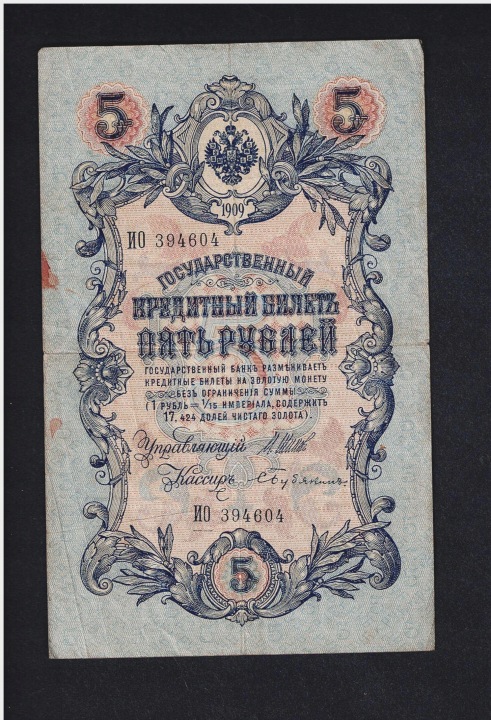 5 5
1909
ИО 394604
ГОСУДАРСТВЕННЫЙ
КРЕДИТНЫЙ БИЛЕТЪ
ПЯТЬ РУБЛЕЙ
ГОСУДАРСТВЕННЫЙ БАНКЪ РАЗМѢНИВАЕТЪ
КРЕДИТНЫЕ БИЛЕТЫ НА ЗОЛОТУЮ МОНЕТУ
БЕЗЪ ОГРАНИЧЕНІЯ СУММЫ
(1 РУБЛЬ = 1/15 ИМПЕРІАЛА, СОДЕРЖИТЪ
17,424 ДОЛЕЙ ЧИСТАГО ЗОЛОТА).
Управляющій
Кассиръ
ИО 394604
5